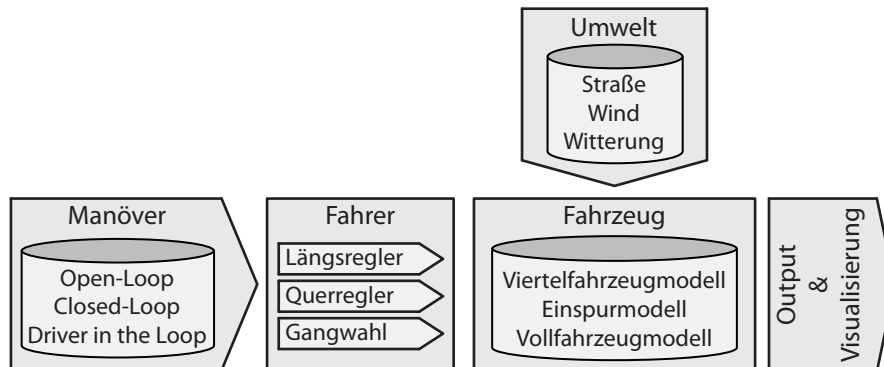 Umwelt
Straße
Wind
Witterung
Manöver
Open-Loop
Closed-Loop
Driver in the Loop
Fahrer
Längsregler
Querregler
Gangwahl
Fahrzeug
Viertelfahrzeugmodell
Einspurmodell
Vollfahrzeugmodell
Output
&
Visualisierung